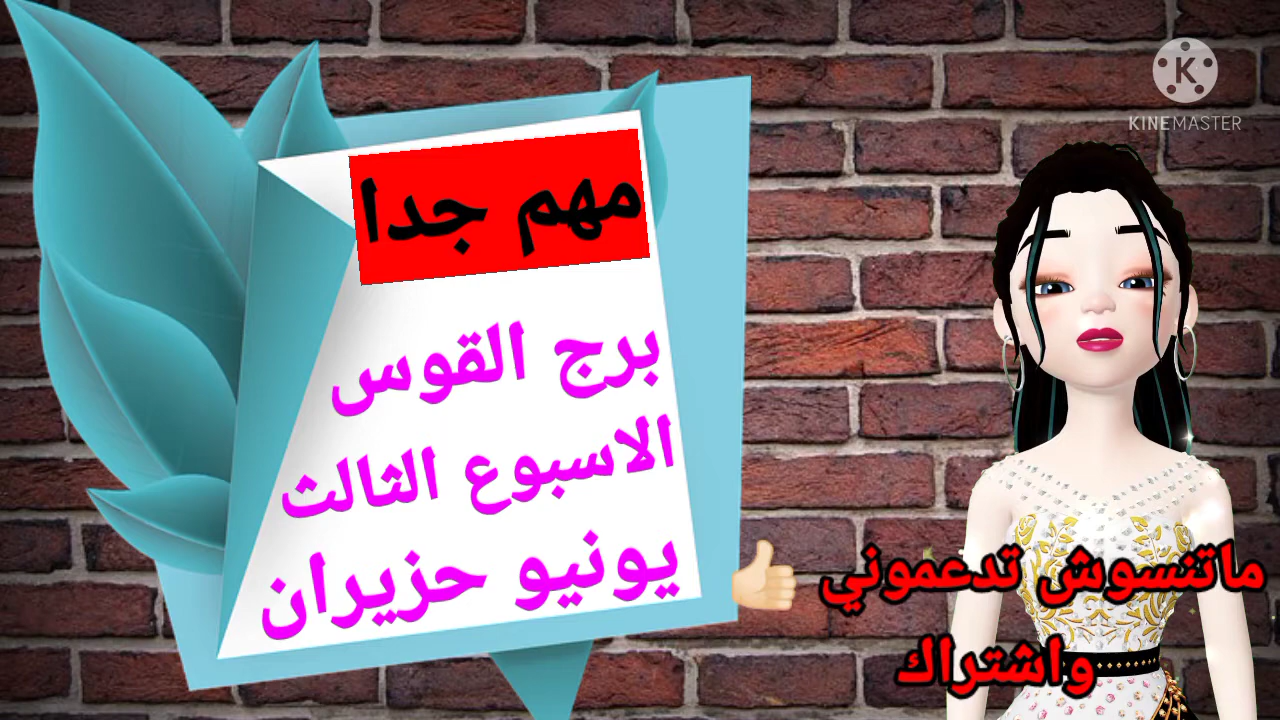 KINEMASTER
مهم جدا
برج القوس
الاسبوع الثالث
يونيو حزيران
ماتنسوش تدعموني
واشتراك